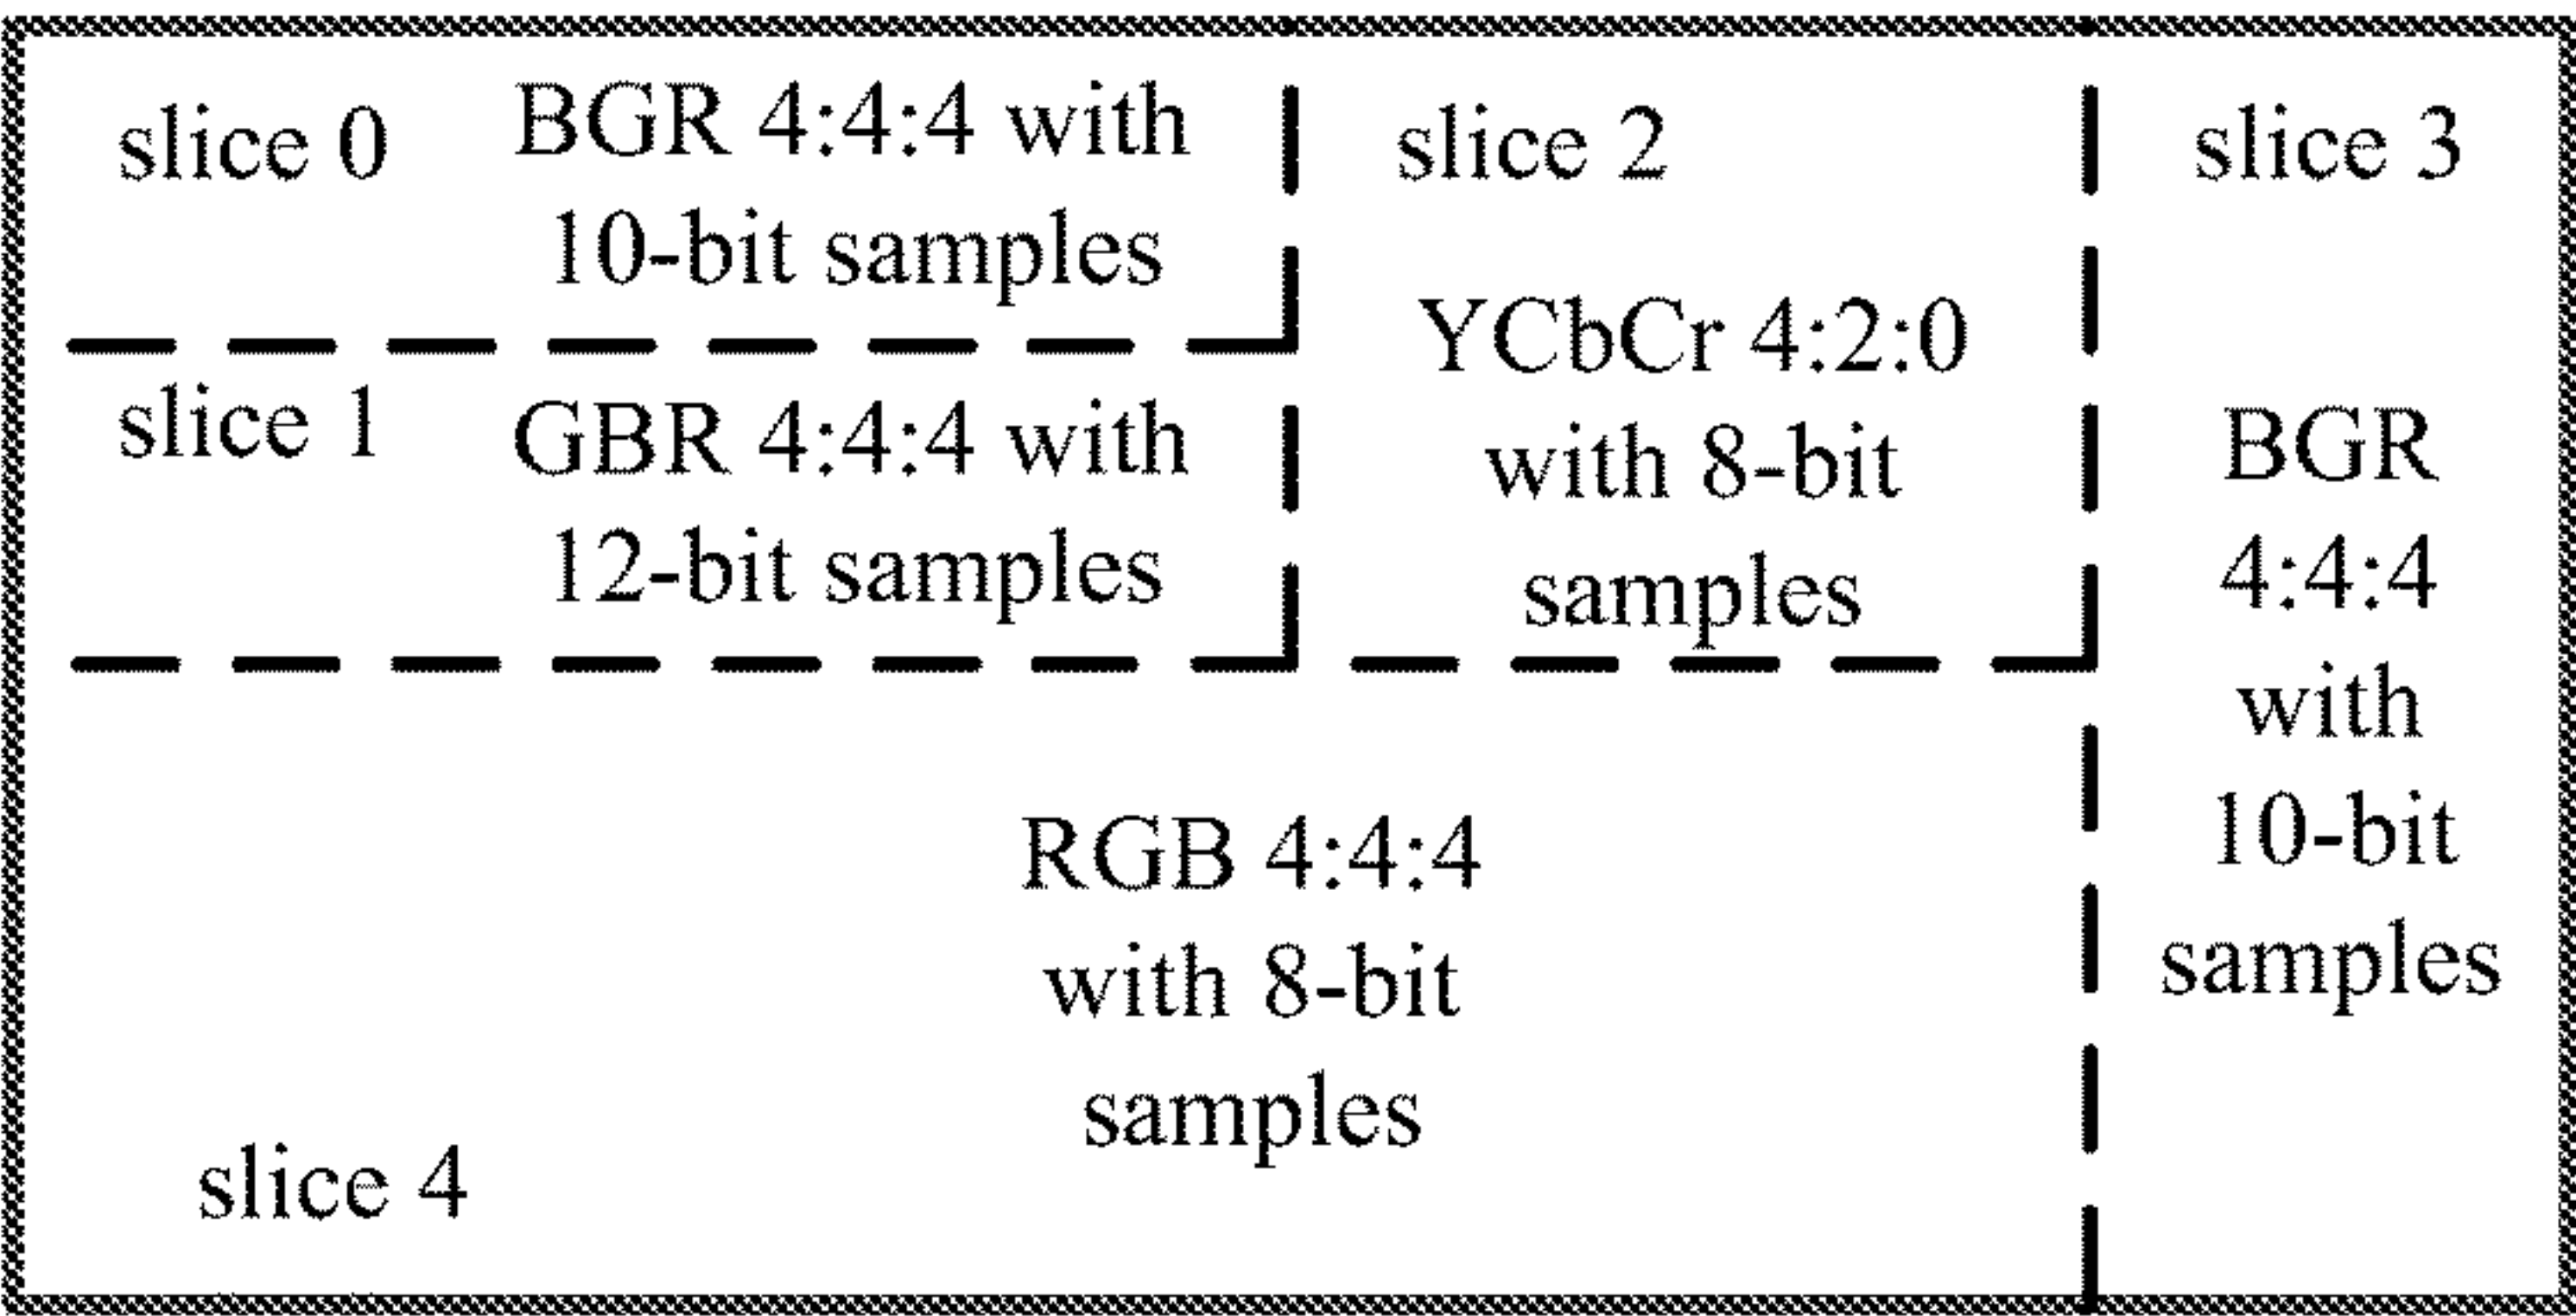 slice 0
BGR 4:4:4 with
10-bit samples
slice 1
GBR 4:4:4 with
12-bit samples
slice 2
YCbCr 4:2:0
with 8-bit
samples
slice 3
BGR
4:4:4
with
10-bit
samples
RGB 4:4:4
with 8-bit
samples
slice 4